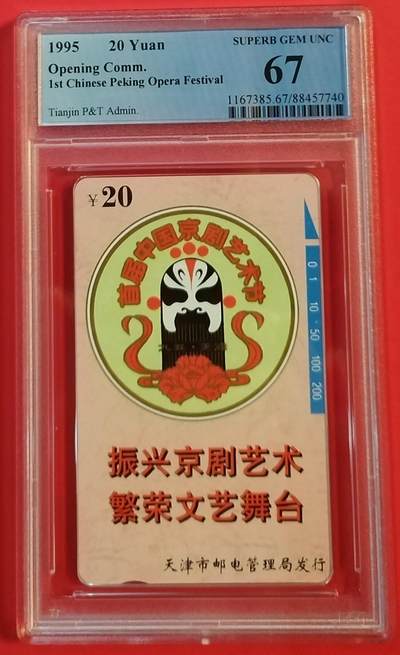 1995 20 Yuan
SUPERB GEM UNC
Opening Comm.
67
1st Chinese Peking Opera Festival
Tianjin P&T Admin.
1167385.67/88457740
¥20
首届中国京剧艺术节
0 1 10 50 100 200
振兴京剧艺术
繁荣文艺舞台
天津市邮电管理局发行